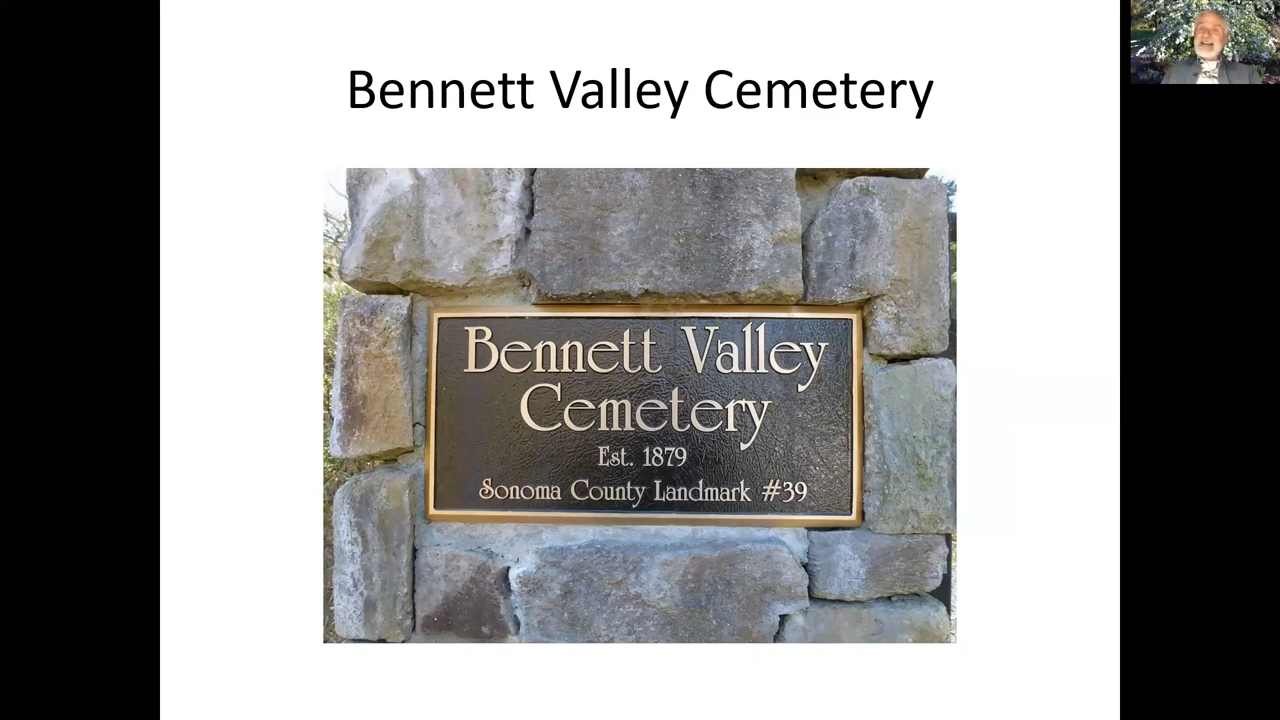 Bennett Valley Cemetery
Bennett Valley
Cemetery
Est. 1879
Sonoma County Landmark #39